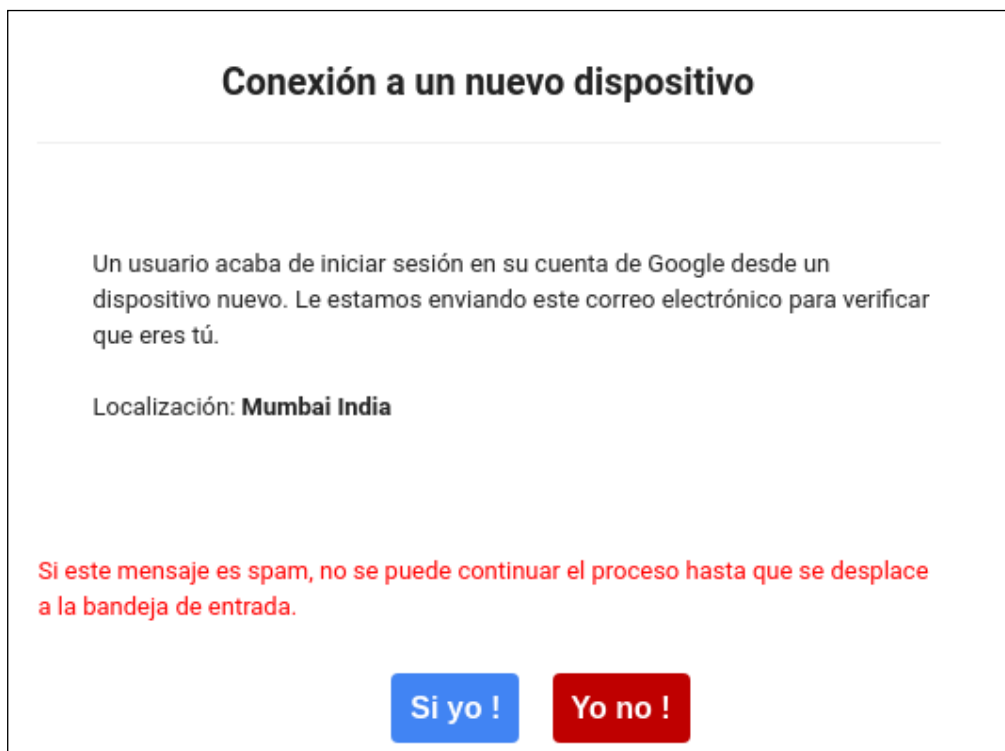 Conexión a un nuevo dispositivo
Un usuario acaba de iniciar sesión en su cuenta de Google desde un
dispositivo nuevo. Le estamos enviando este correo electrónico para verificar
que eres tú.
Localización: Mumbai India
Si este mensaje es spam, no se puede continuar el proceso hasta que se desplace
a la bandeja de entrada.
Si yo ! Yo no !